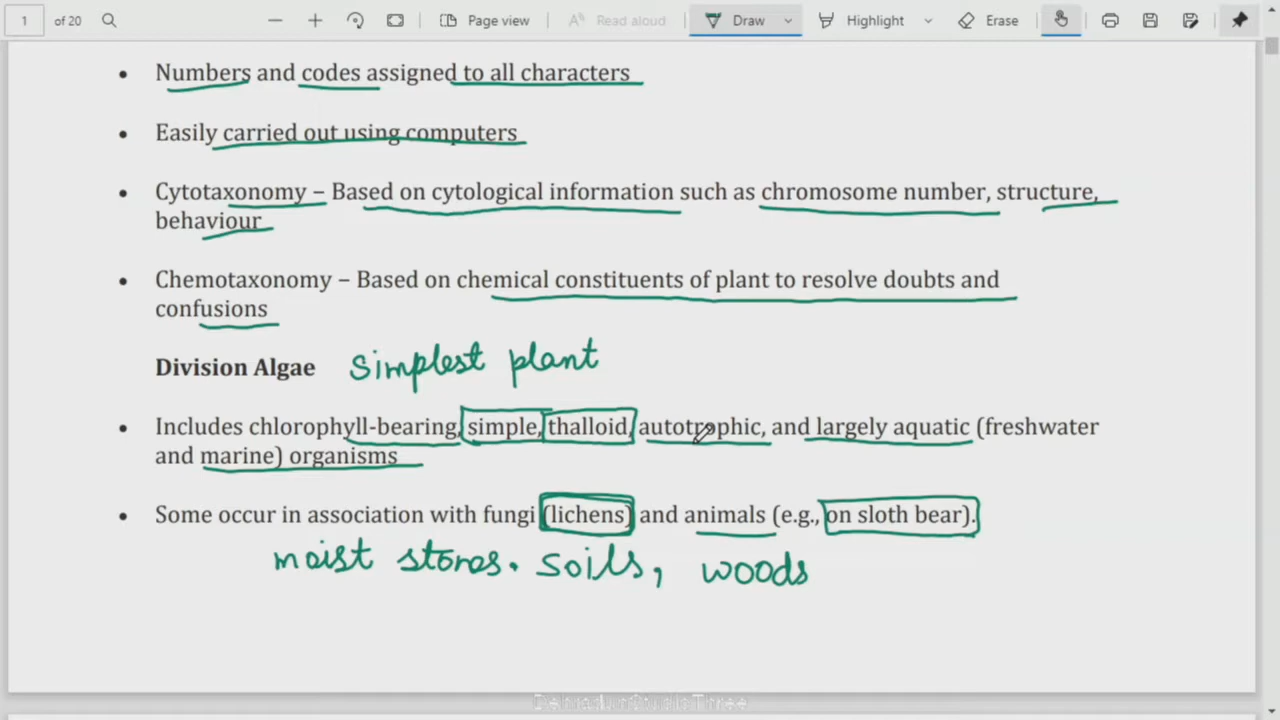 1 of 20 Page view Read aloud Draw Highlight Erase
• Numbers and codes assigned to all characters
• Easily carried out using computers
• Cytotaxonomy – Based on cytological information such as chromosome number, structure,
behaviour
• Chemotaxonomy – Based on chemical constituents of plant to resolve doubts and
confusions
Division Algae simplest plant
• Includes chlorophyll-bearing, simple, thalloid, autotrophic, and largely aquatic (freshwater
and marine) organisms
• Some occur in association with fungi (lichens) and animals (e.g., on sloth bear).
moist stones. soils, woods
DehradunStudioThree